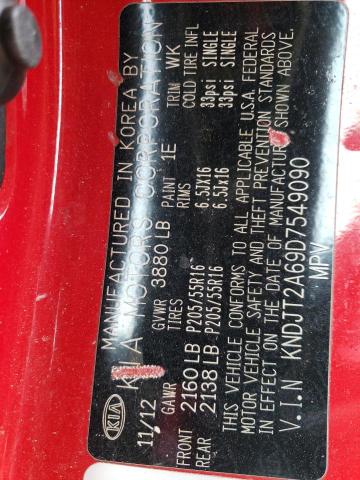 MANUFACTURED IN KOREA BY
KIA
KIA MOTORS CORPORATION
11/12 GVWR 3880 LB PAINT 1E TRIM WK
GAWR TIRES RIMS COLD TIRE INFL
FRONT 2160 LB P205/55R16 6.5Jx16 33psi SINGLE
REAR 2138 LB P205/55R16 6.5Jx16 33psi SINGLE
THIS VEHICLE CONFORMS TO ALL APPLICABLE U.S.A. FEDERAL
MOTOR VEHICLE SAFETY AND THEFT PREVENTION STANDARDS
IN EFFECT ON THE DATE OF MANUFACTURE SHOWN ABOVE.
V.I.N KNDJT2A69D7549090
MPV